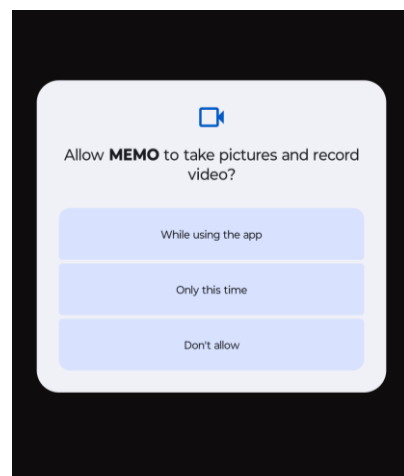 Allow MEMO to take pictures and record
video?
While using the app
Only this time
Don't allow